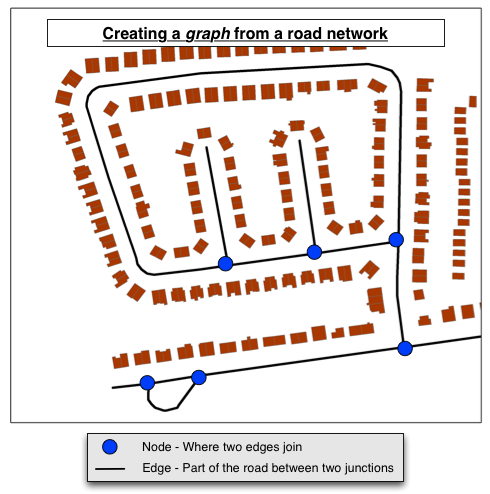 Creating a graph from a road network
Node - Where two edges join
Edge - Part of the road between two junctions